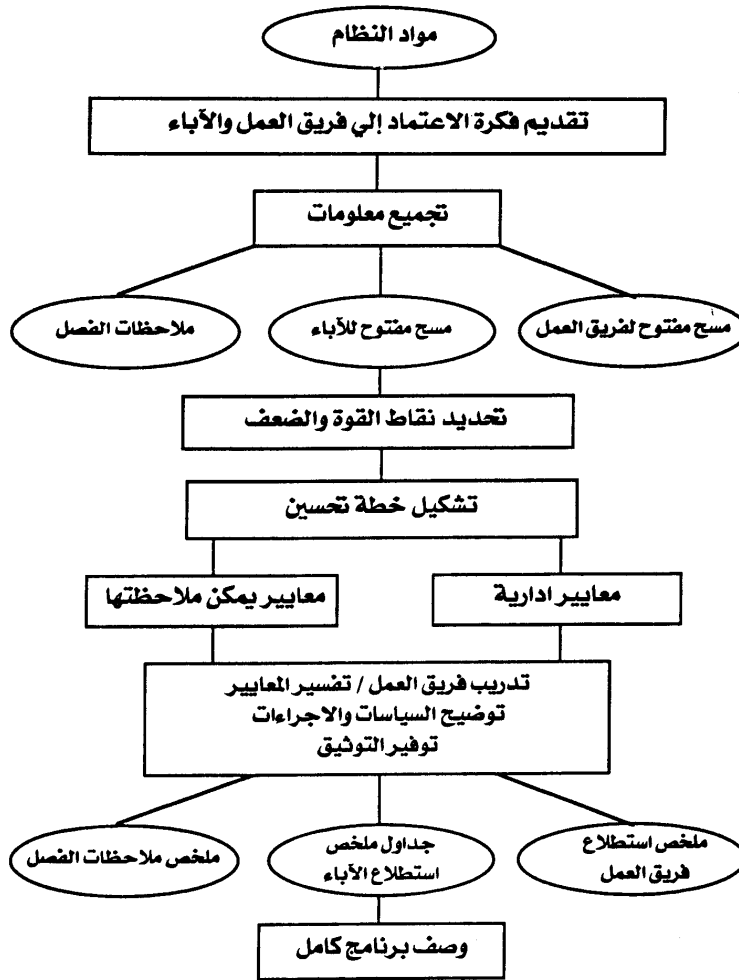 مواد النظام
تقديم فكرة الاعتماد إلي فريق العمل والآباء
تجميع معلومات
مسح مفتوح لفريق العمل
مسح مفتوح للآباء
ملاحظات الفصل
تحديد نقاط القوة والضعف
تشكيل خطة تحسين
معايير ادارية
معايير يمكن ملاحظتها
تدريب فريق العمل / تفسير المعايير
توضيح السياسات والاجراءات
توفير التوثيق
ملخص استطلاع
فريق العمل
جداول ملخص
استطلاع الآباء
ملخص ملاحظات الفصل
وصف برنامج كامل